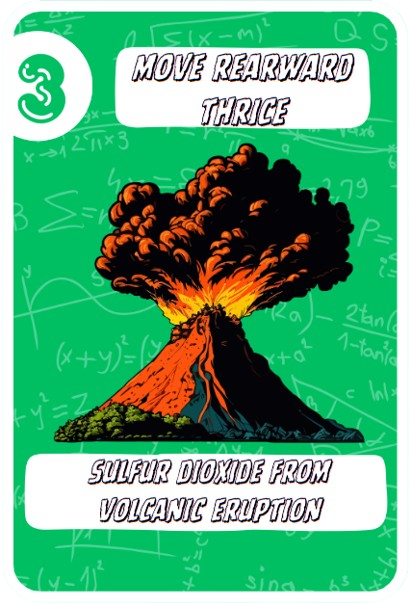 3
MOVE REARWARD
THRICE
SULFUR DIOXIDE FROM
VOLCANIC ERUPTION